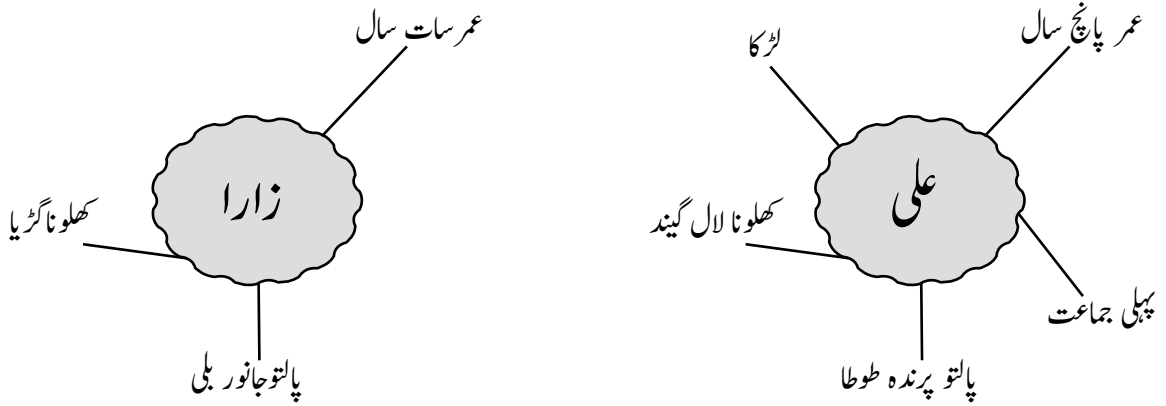 عمر پانچ سال
لڑکا
علی
کھلونا لال گیند
پہلی جماعت
پالتو پرندہ طوطا
عمر سات سال
زارا
کھلونا گڑیا
پالتو جانور بلی